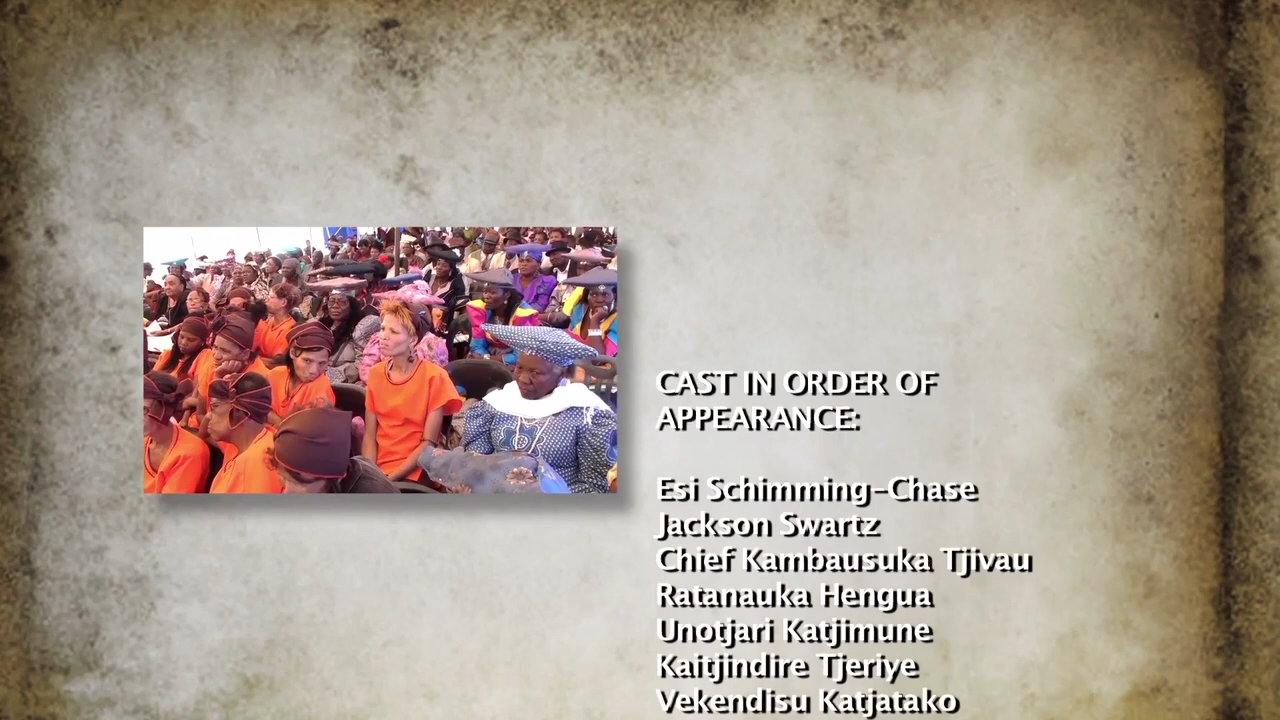 CAST IN ORDER OF
APPEARANCE:
Esi Schimming-Chase
Jackson Swartz
Chief Kambausuka Tjivau
Ratanauka Hengua
Unotjari Katjimune
Kaitjindire Tjeriye
Vekendisu Katjatako